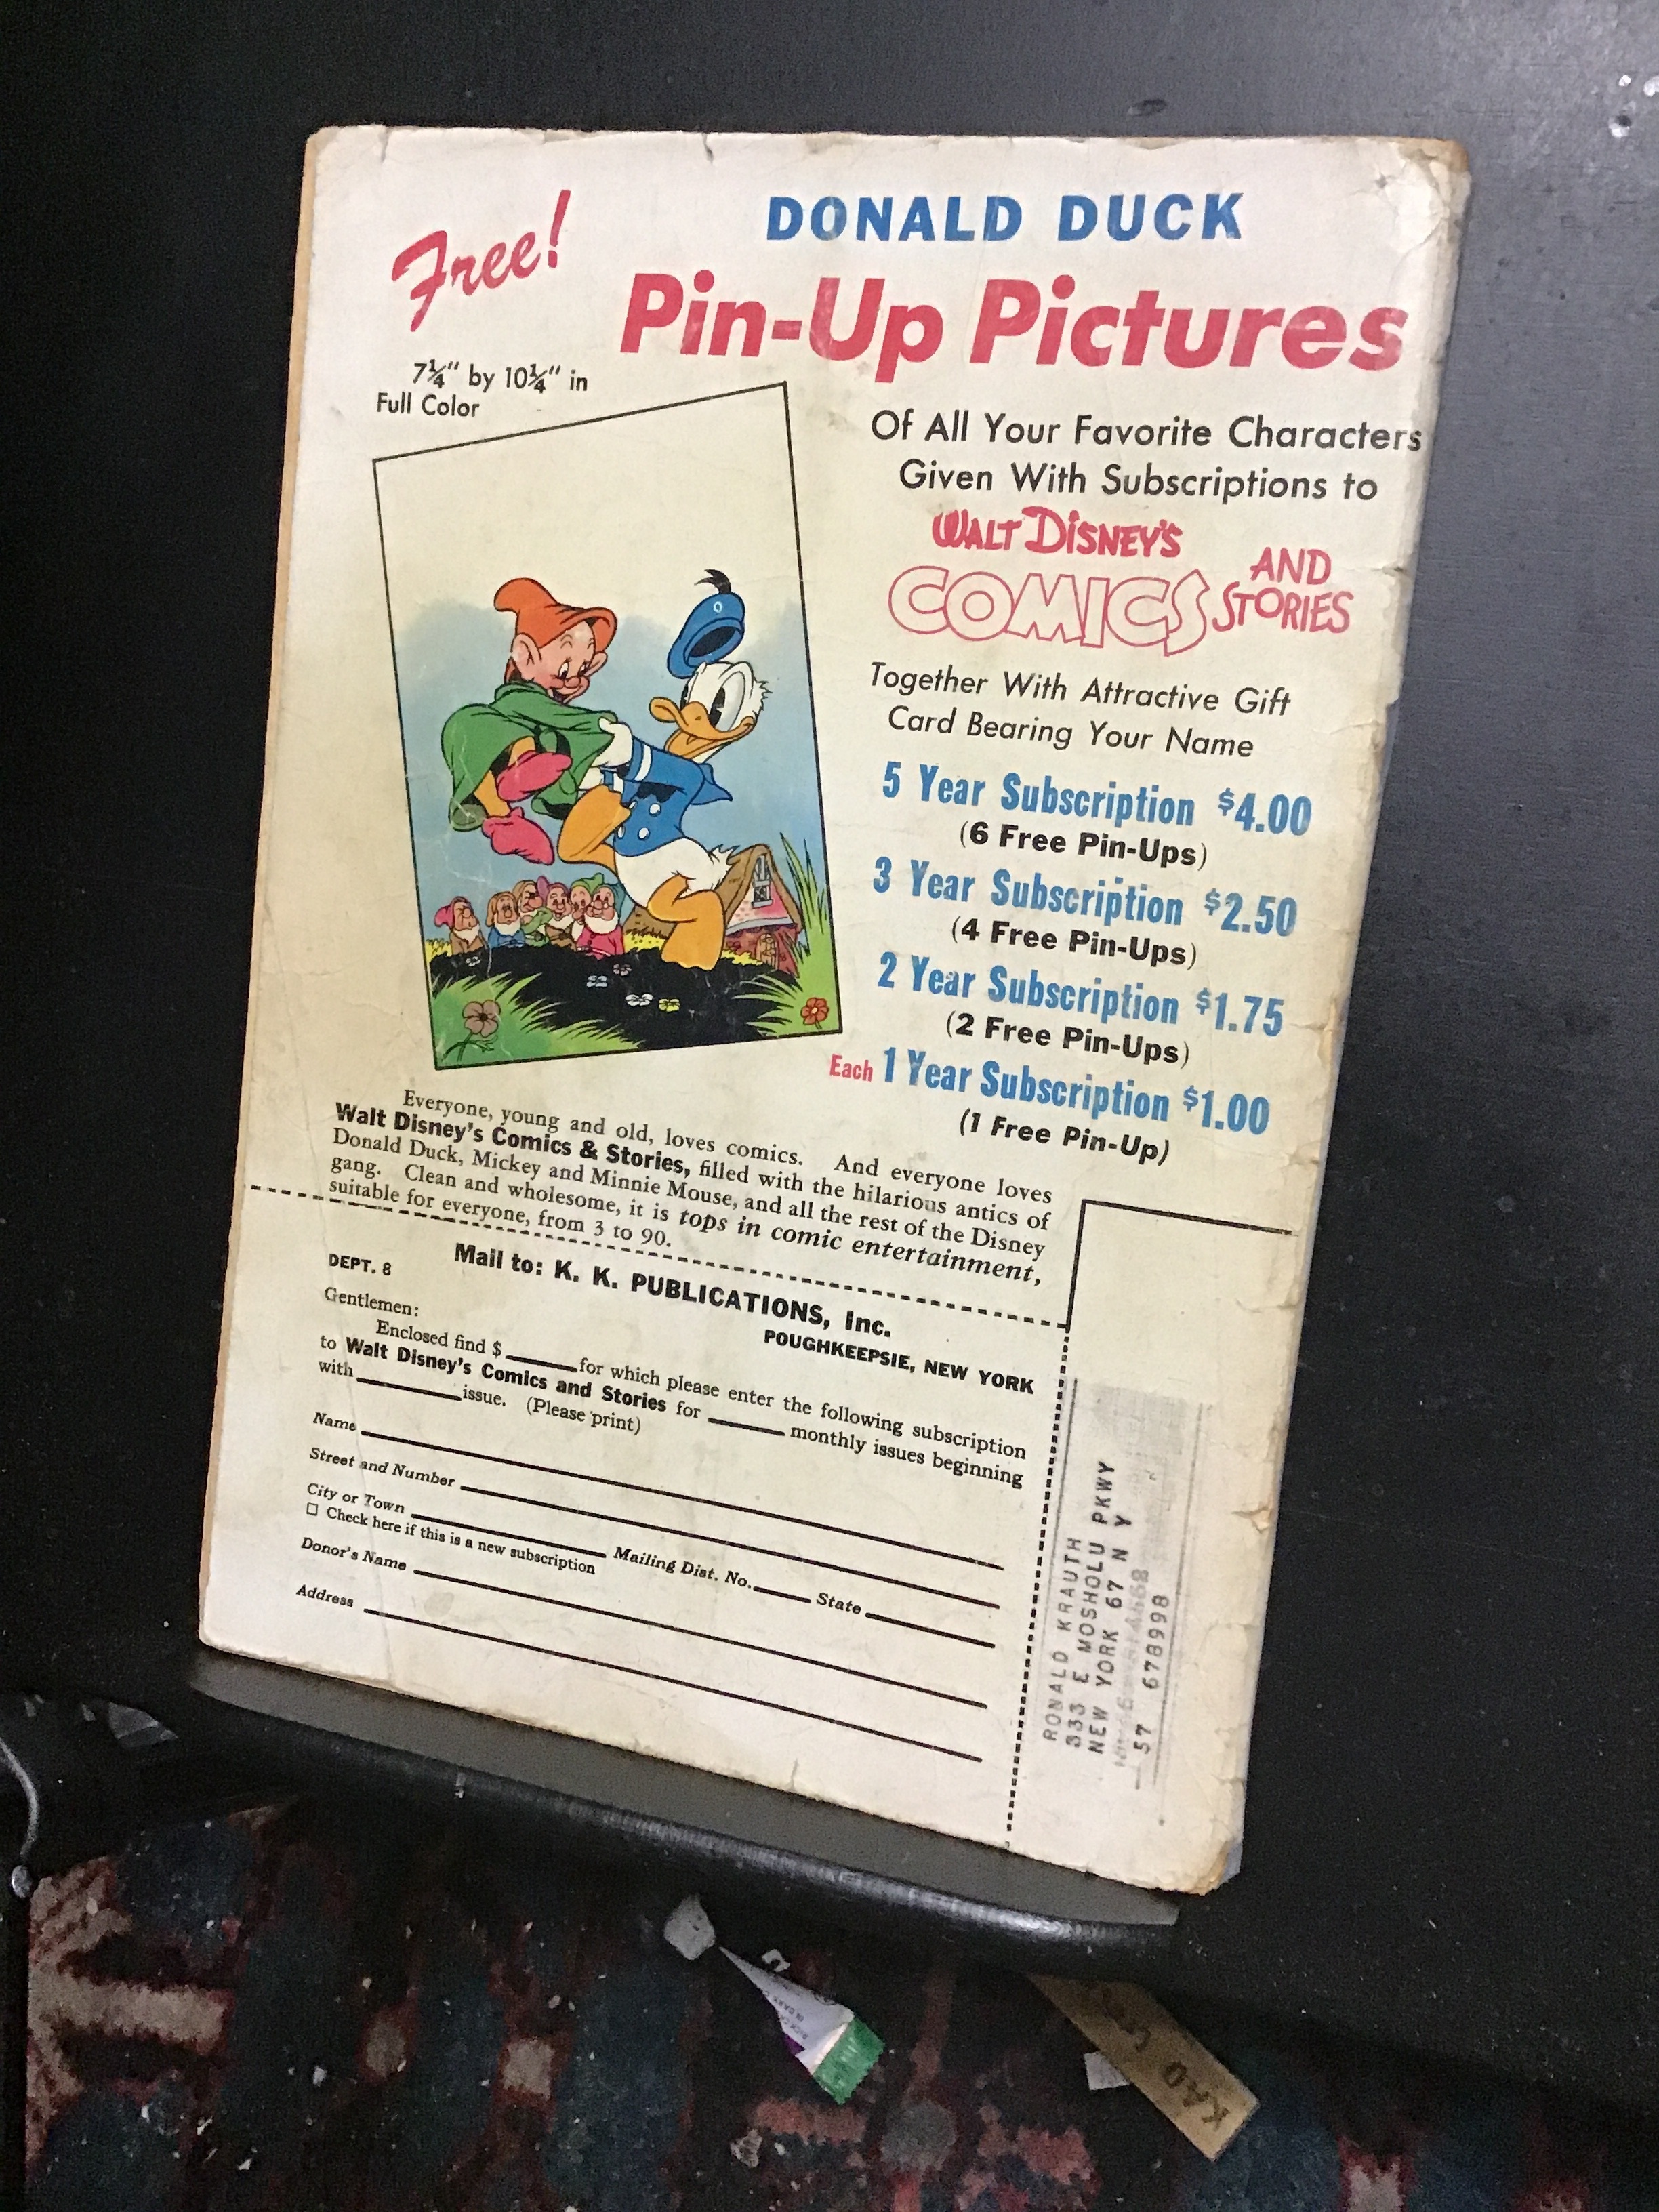 Free!
DONALD DUCK
Pin-Up Pictures
7¼" by 10¼" in
Full Color
Of All Your Favorite Characters
Given With Subscriptions to
WALT DISNEY'S
COMICS AND
STORIES
Together With Attractive Gift
Card Bearing Your Name
5 Year Subscription $4.00
(6 Free Pin-Ups)
3 Year Subscription $2.50
(4 Free Pin-Ups)
2 Year Subscription $1.75
(2 Free Pin-Ups)
Each 1 Year Subscription $1.00
(1 Free Pin-Up)
Everyone, young and old, loves comics. And everyone loves
Walt Disney's Comics & Stories, filled with the hilarious antics of
Donald Duck, Mickey and Minnie Mouse, and all the rest of the Disney
gang. Clean and wholesome, it is tops in comic entertainment,
suitable for everyone, from 3 to 90.
DEPT. 8
Mail to: K. K. PUBLICATIONS, Inc.
POUGHKEEPSIE, NEW YORK
Gentlemen:
Enclosed find $ for which please enter the following subscription
to Walt Disney's Comics and Stories for monthly issues beginning
with issue. (Please print)
Name
Street and Number
City or Town Mailing Dist. No. State
☐ Check here if this is a new subscription
Donor's Name
Address
RONALD KRAUTH
333 E MOSHOLU PKWY
NEW YORK 67 N Y
57 678998
KAO